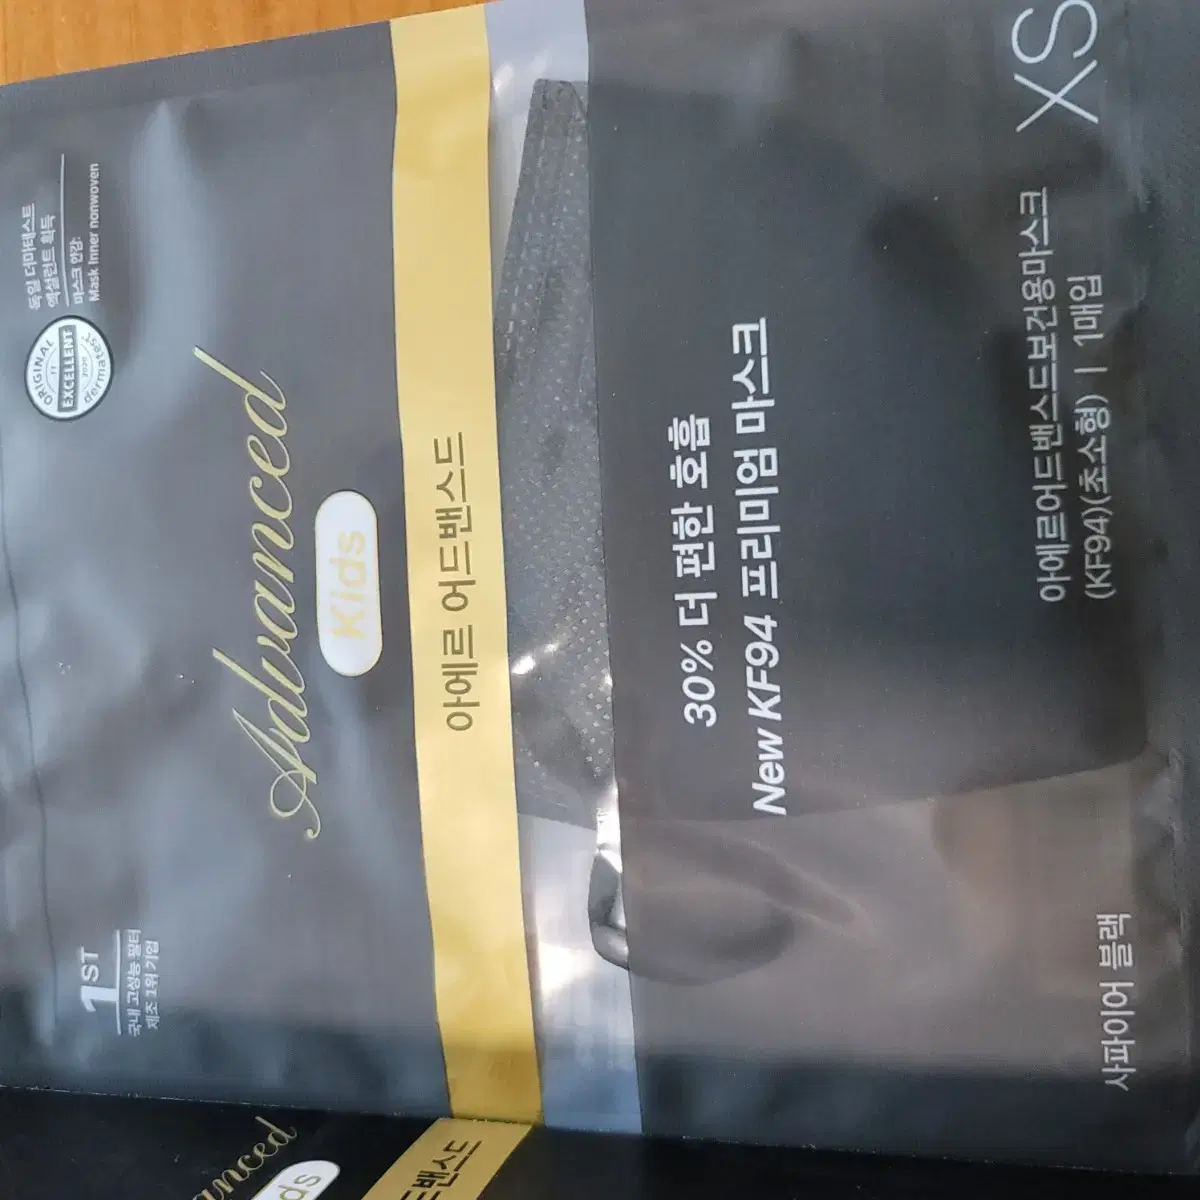 1ST
국내 고성능 필터
제조 1위 기업
ORIGINAL
EXCELLENT
2020
dermatest
독일 더마테스트
엑설런트 획득
마스크 안감:
Mask Inner nonwoven
Advanced
Kids
아에르 어드밴스드
30% 더 편한 호흡
New KF94 프리미엄 마스크
XS
아에르어드밴스드보건용마스크
(KF94)(초소형) | 1매입
사파이어 블랙
anced
ds
드밴스드